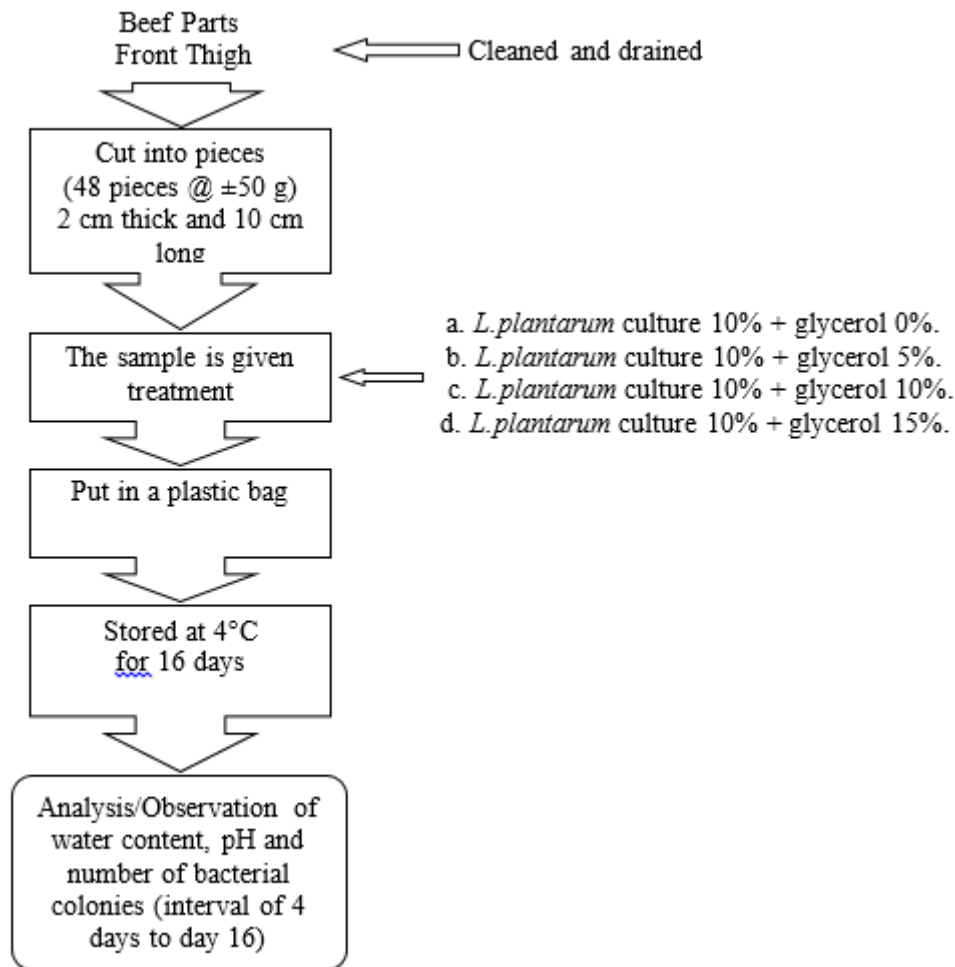 Beef Parts
Front Thigh
Cleaned and drained
Cut into pieces
(48 pieces @ ±50 g)
2 cm thick and 10 cm
long
The sample is given
treatment
a. L.plantarum culture 10% + glycerol 0%.
b. L.plantarum culture 10% + glycerol 5%.
c. L.plantarum culture 10% + glycerol 10%.
d. L.plantarum culture 10% + glycerol 15%.
Put in a plastic bag
Stored at 4°C
for 16 days
Analysis/Observation of
water content, pH and
number of bacterial
colonies (interval of 4
days to day 16)